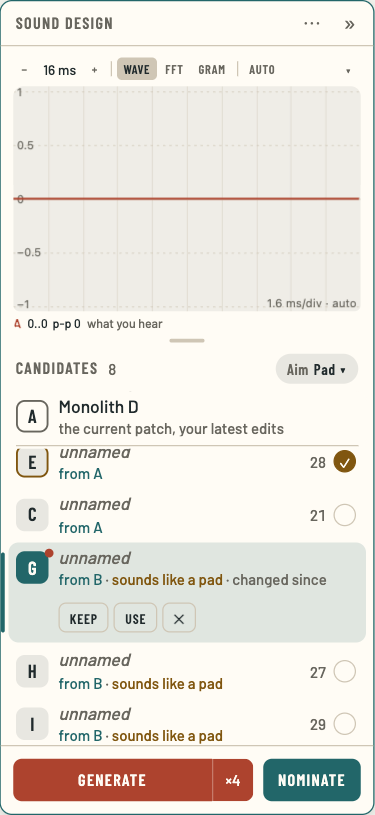 SOUND DESIGN ··· »
− 16 ms + WAVE FFT GRAM AUTO ▾
1
0.5
0
−0.5
−1
1.6 ms/div · auto
A 0..0 p-p 0 what you hear
CANDIDATES 8 Aim Pad ▾
A Monolith D
the current patch, your latest edits
E unnamed 28
from A
C unnamed 21
from A
G unnamed
from B · sounds like a pad · changed since
KEEP USE ×
H unnamed 27
from B · sounds like a pad
I unnamed 29
from B · sounds like a pad
GENERATE ×4 NOMINATE